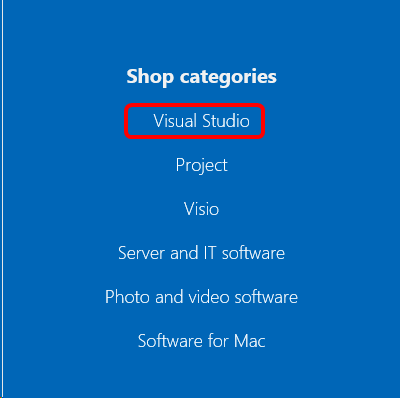 Shop categories
Visual Studio
Project
Visio
Server and IT software
Photo and video software
Software for Mac